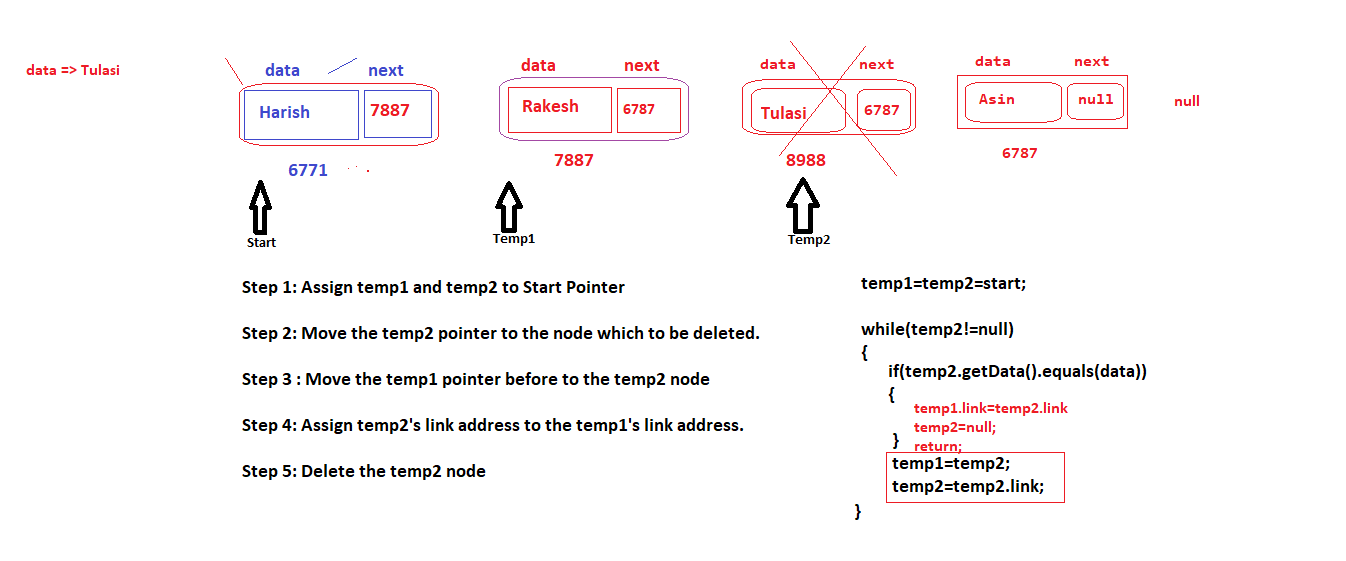 data => Tulasi
data next
Harish 7887
6771
Start
data next
Rakesh 6787
7887
Temp1
data next
Tulasi 6787
8988
Temp2
data next
Asin null
6787
null
Step 1: Assign temp1 and temp2 to Start Pointer
Step 2: Move the temp2 pointer to the node which to be deleted.
Step 3 : Move the temp1 pointer before to the temp2 node
Step 4: Assign temp2's link address to the temp1's link address.
Step 5: Delete the temp2 node
temp1=temp2=start;
while(temp2!=null)
{
if(temp2.getData().equals(data))
{
temp1.link=temp2.link
temp2=null;
} return;
temp1=temp2;
temp2=temp2.link;
}